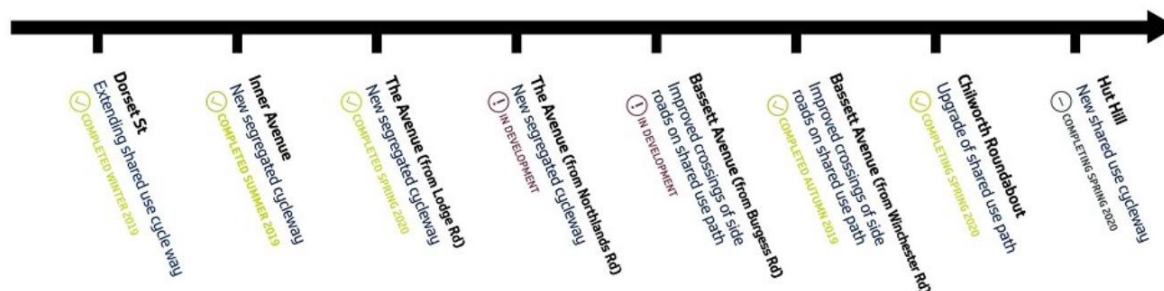 Dorset St
Extending shared use cycle way
COMPLETED WINTER 2019
Inner Avenue
New segregated cycleway
COMPLETED SUMMER 2019
The Avenue (from Lodge Rd)
New segregated cycleway
COMPLETED SPRING 2020
The Avenue (from Northlands Rd)
New segregated cycleway
IN DEVELOPMENT
Bassett Avenue (from Burgess Rd)
Improved crossings of side
roads on shared use path
IN DEVELOPMENT
Bassett Avenue (from Winchester Rd)
Improved crossings of side
roads on shared use path
COMPLETED AUTUMN 2019
Chilworth Roundabout
Upgrade of shared use path
COMPLETING SPRING 2020
Hut Hill
New shared use cycleway
COMPLETING SPRING 2020